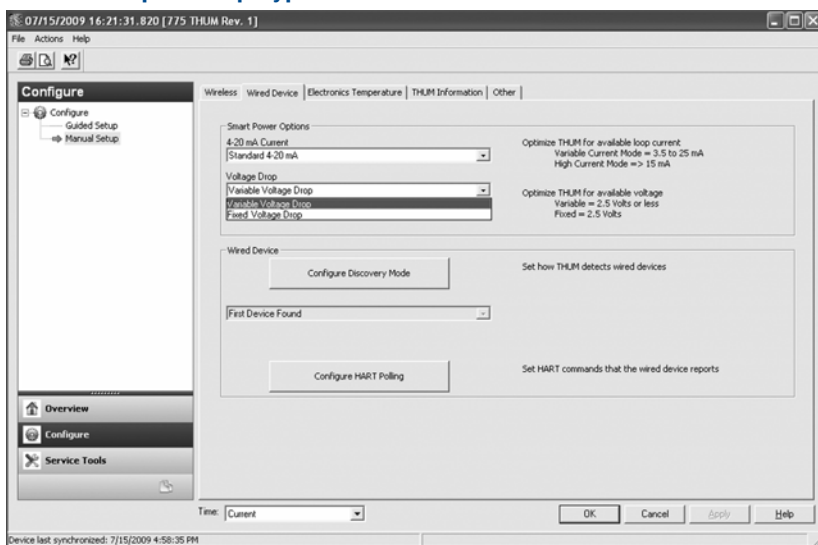 07/15/2009 16:21:31.820 [775 THUM Rev. 1]
File Actions Help
Configure
Configure
Guided Setup
Manual Setup
Overview
Configure
Service Tools
Wireless Wired Device Electronics Temperature THUM Information Other
Smart Power Options
4-20 mA Current
Standard 4-20 mA
Optimize THUM for available loop current
Variable Current Mode = 3.5 to 25 mA
High Current Mode => 15 mA
Voltage Drop
Variable Voltage Drop
Variable Voltage Drop
Fixed Voltage Drop
Optimize THUM for available voltage
Variable = 2.5 Volts or less
Fixed = 2.5 Volts
Wired Device
Configure Discovery Mode
Set how THUM detects wired devices
First Device Found
Configure HART Polling
Set HART commands that the wired device reports
Time: Current
OK Cancel Apply Help
Device last synchronized: 7/15/2009 4:58:35 PM